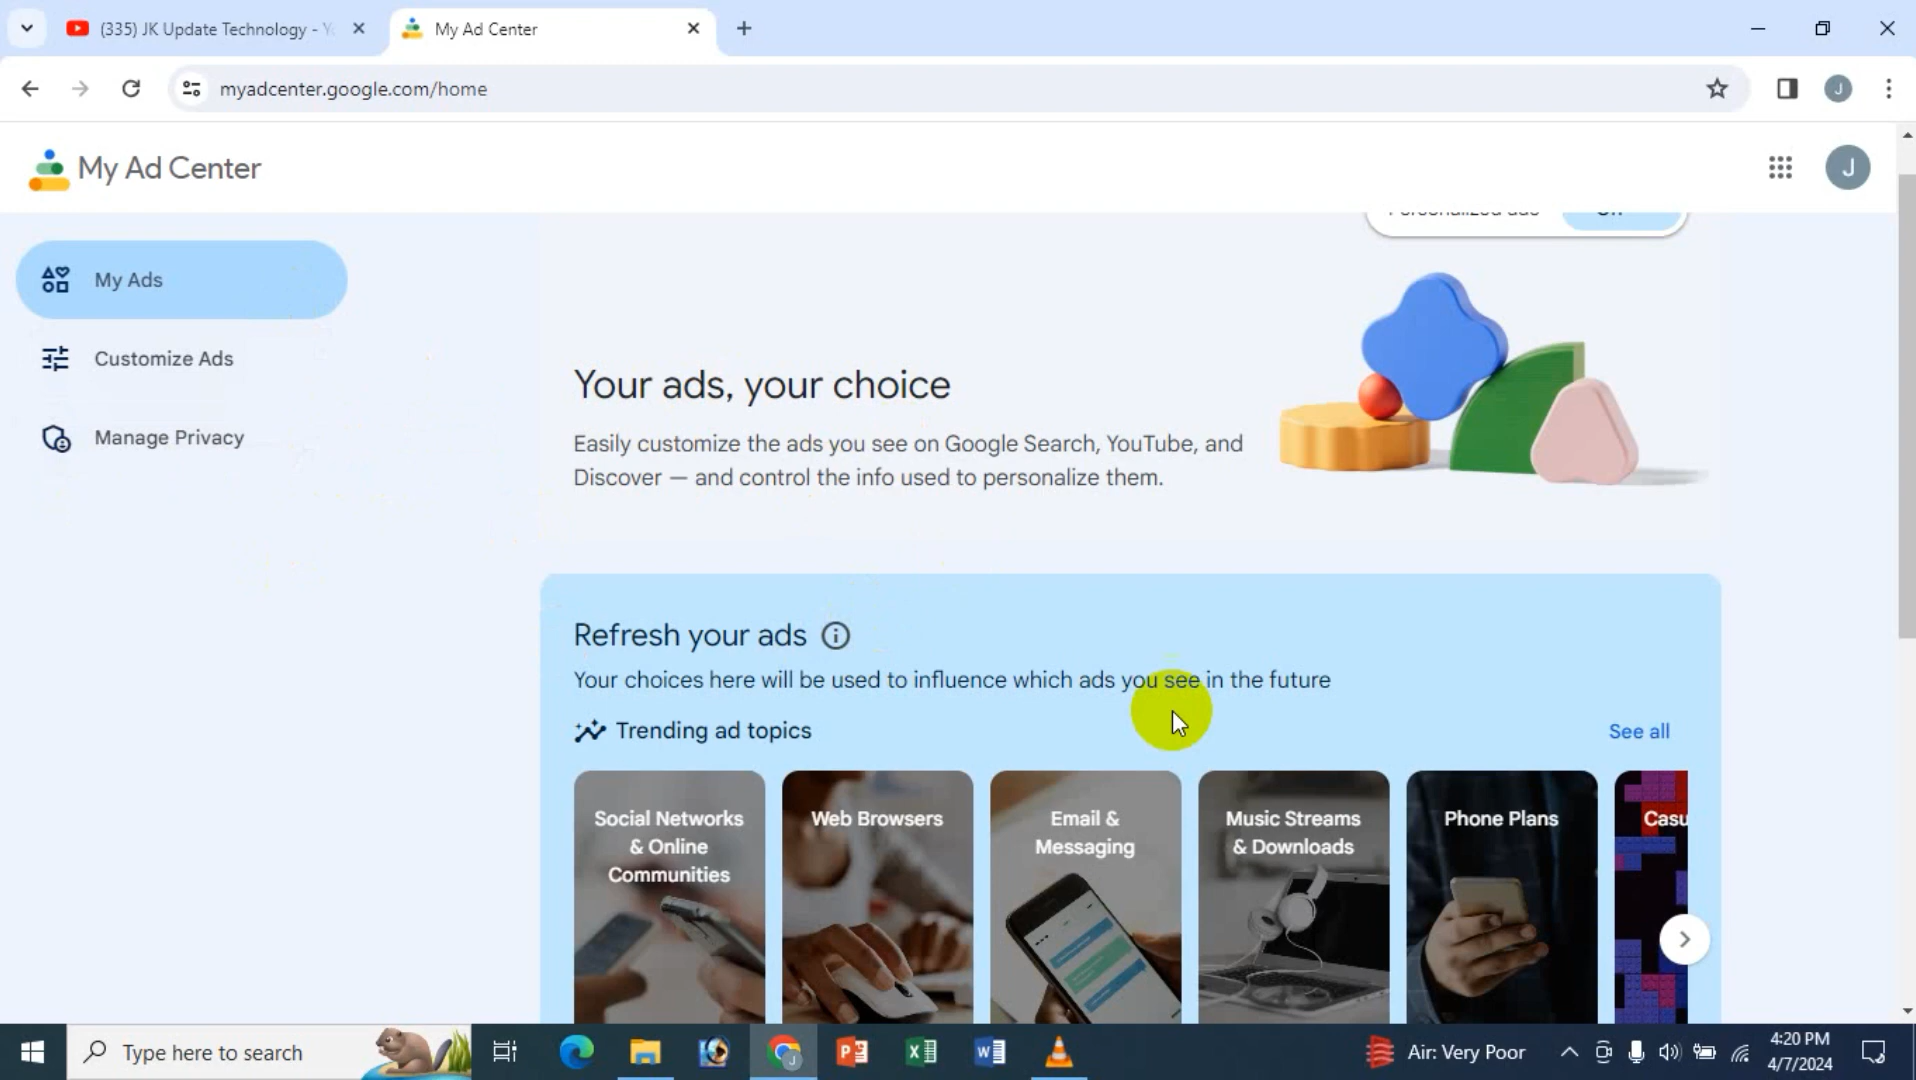 (335) JK Update Technology -
My Ad Center
myadcenter.google.com/home
J
My Ad Center
J
My Ads
Customize Ads
Manage Privacy
Personalized ads
Your ads, your choice
Easily customize the ads you see on Google Search, YouTube, and
Discover — and control the info used to personalize them.
Refresh your ads
Your choices here will be used to influence which ads you see in the future
Trending ad topics
See all
Social Networks
& Online
Communities
Web Browsers
Email &
Messaging
Music Streams
& Downloads
Phone Plans
Casu
Type here to search
Air: Very Poor
4:20 PM
4/7/2024